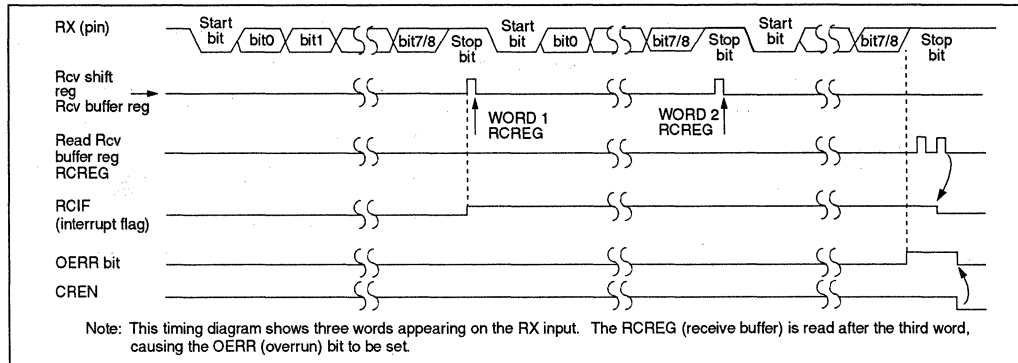 RX (pin)
Start
bit
bit0
bit1
bit7/8
Stop
bit
Start
bit
bit0
bit7/8
Stop
bit
Start
bit
bit7/8
Stop
bit
Rcv shift
reg
Rcv buffer reg
WORD 1
RCREG
WORD 2
RCREG
Read Rcv
buffer reg
RCREG
RCIF
(interrupt flag)
OERR bit
CREN
Note: This timing diagram shows three words appearing on the RX input. The RCREG (receive buffer) is read after the third word,
causing the OERR (overrun) bit to be set.